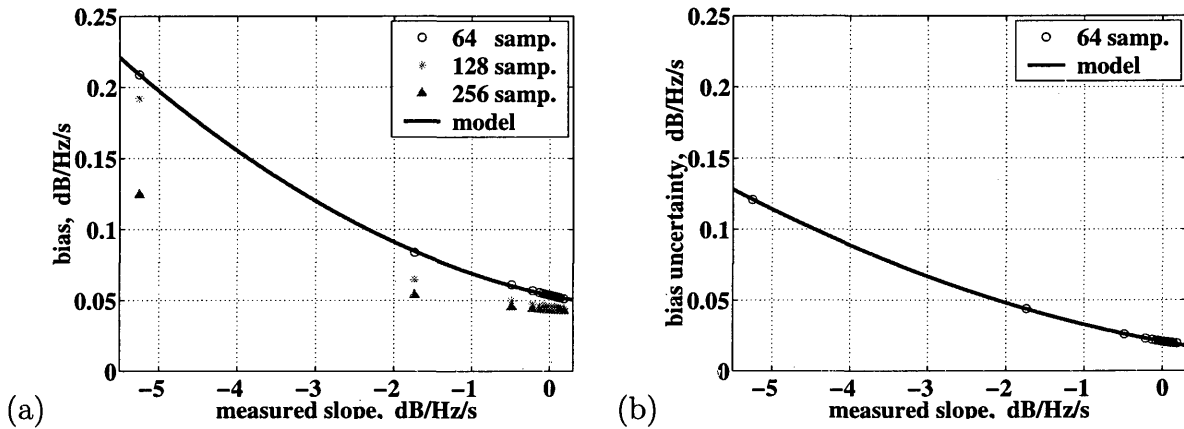 0.25
0.2
0.15
0.1
0.05
0
bias, dB/Hz/s
64 samp.
128 samp.
256 samp.
model
−5 −4 −3 −2 −1 0
measured slope, dB/Hz/s
(a)
0.25
0.2
0.15
0.1
0.05
0
bias uncertainty, dB/Hz/s
64 samp.
model
−5 −4 −3 −2 −1 0
measured slope, dB/Hz/s
(b)